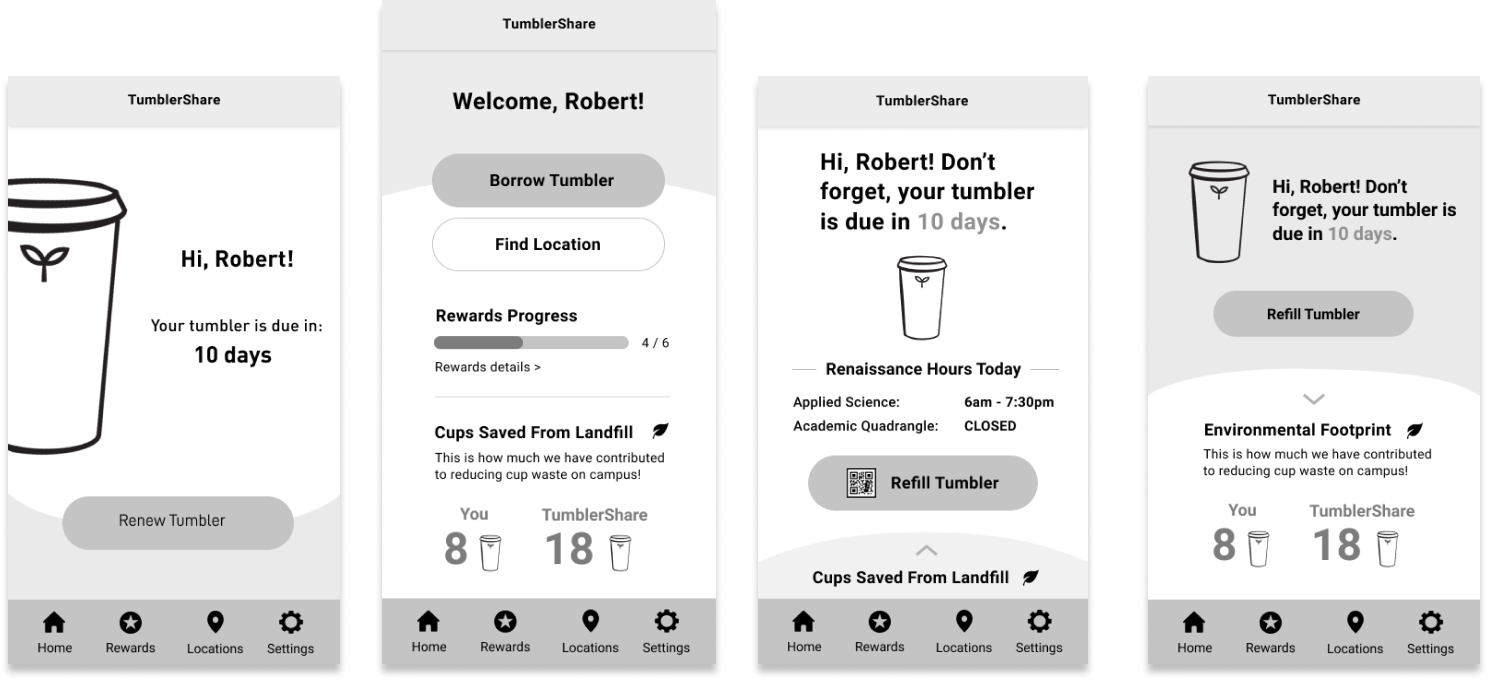 TumblerShare
Hi, Robert!
Your tumbler is due in:
10 days
Renew Tumbler
Home Rewards Locations Settings
TumblerShare
Welcome, Robert!
Borrow Tumbler
Find Location
Rewards Progress
4 / 6
Rewards details >
Cups Saved From Landfill
This is how much we have contributed
to reducing cup waste on campus!
You TumblerShare
8 18
Home Rewards Locations Settings
TumblerShare
Hi, Robert! Don’t
forget, your tumbler
is due in 10 days.
Renaissance Hours Today
Applied Science: 6am - 7:30pm
Academic Quadrangle: CLOSED
Refill Tumbler
Cups Saved From Landfill
Home Rewards Locations Settings
TumblerShare
Hi, Robert! Don’t
forget, your tumbler is
due in 10 days.
Refill Tumbler
Environmental Footprint
This is how much we have contributed
to reducing cup waste on campus!
You TumblerShare
8 18
Home Rewards Locations Settings